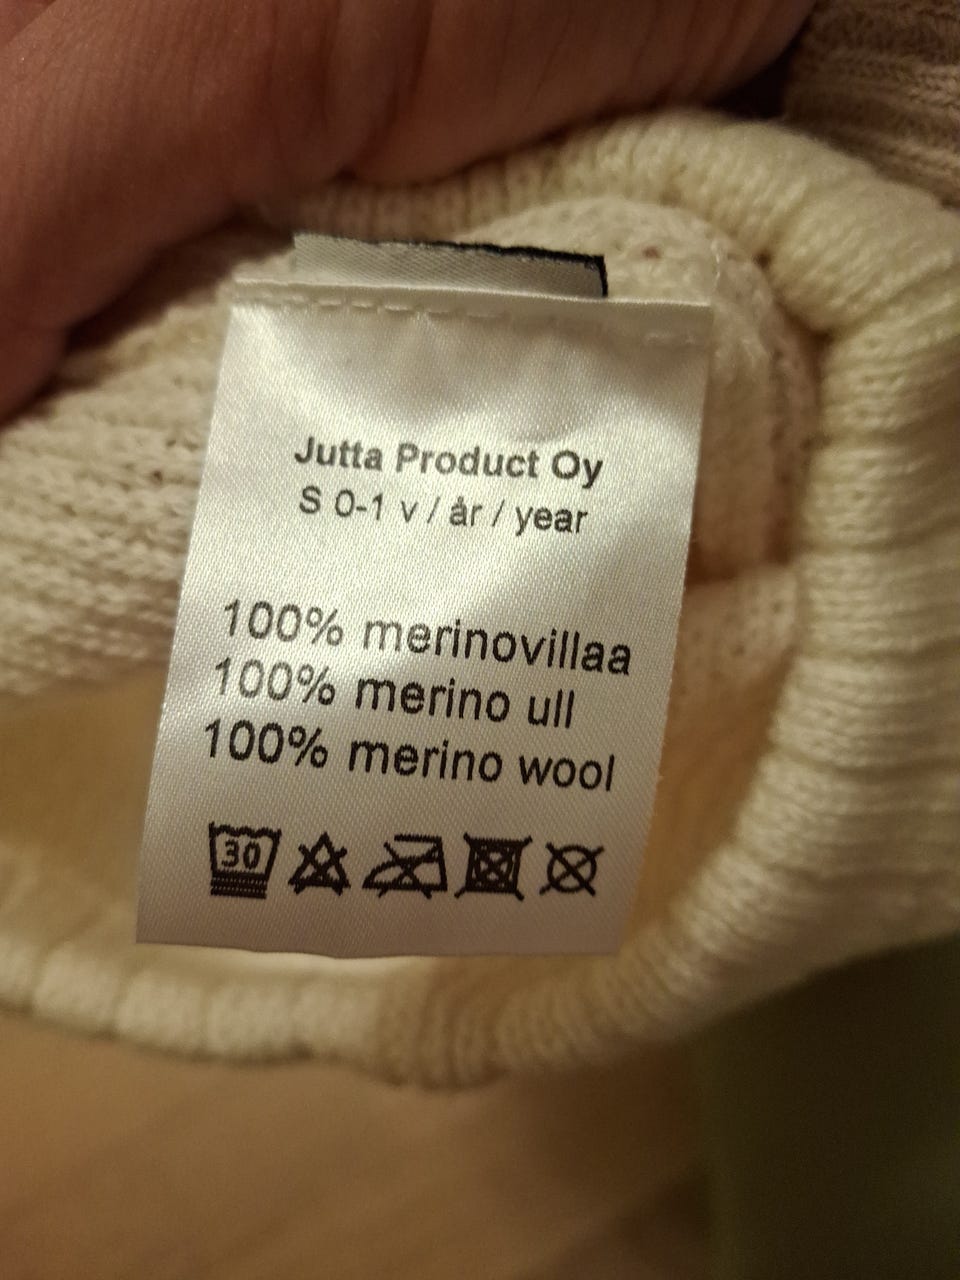 Jutta Product Oy
S 0-1 v / år / year
100% merinovillaa
100% merino ull
100% merino wool
30